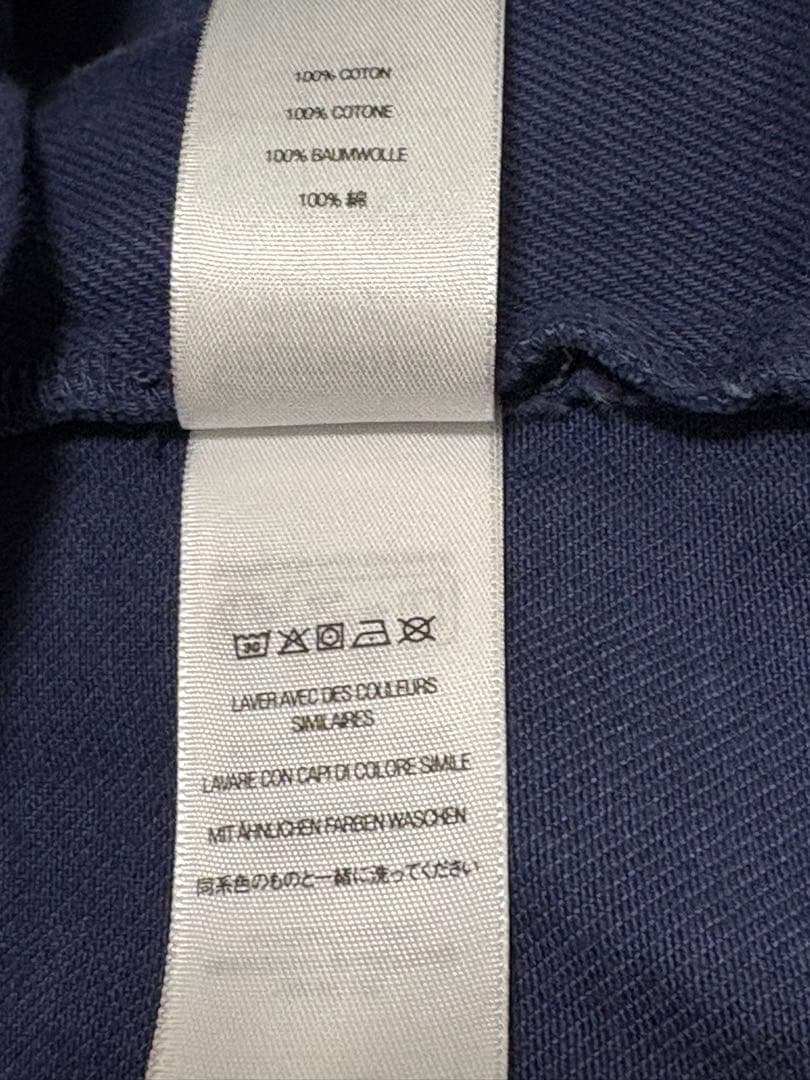 100% COTON
100% COTONE
100% BAUMWOLLE
100% 綿
30
LAVER AVEC DES COULEURS
SIMILAIRES
LAVARE CON CAPI DI COLORE SIMILE
MIT ÄHNLICHEN FARBEN WASCHEN
同系色のものと一緒に洗ってください